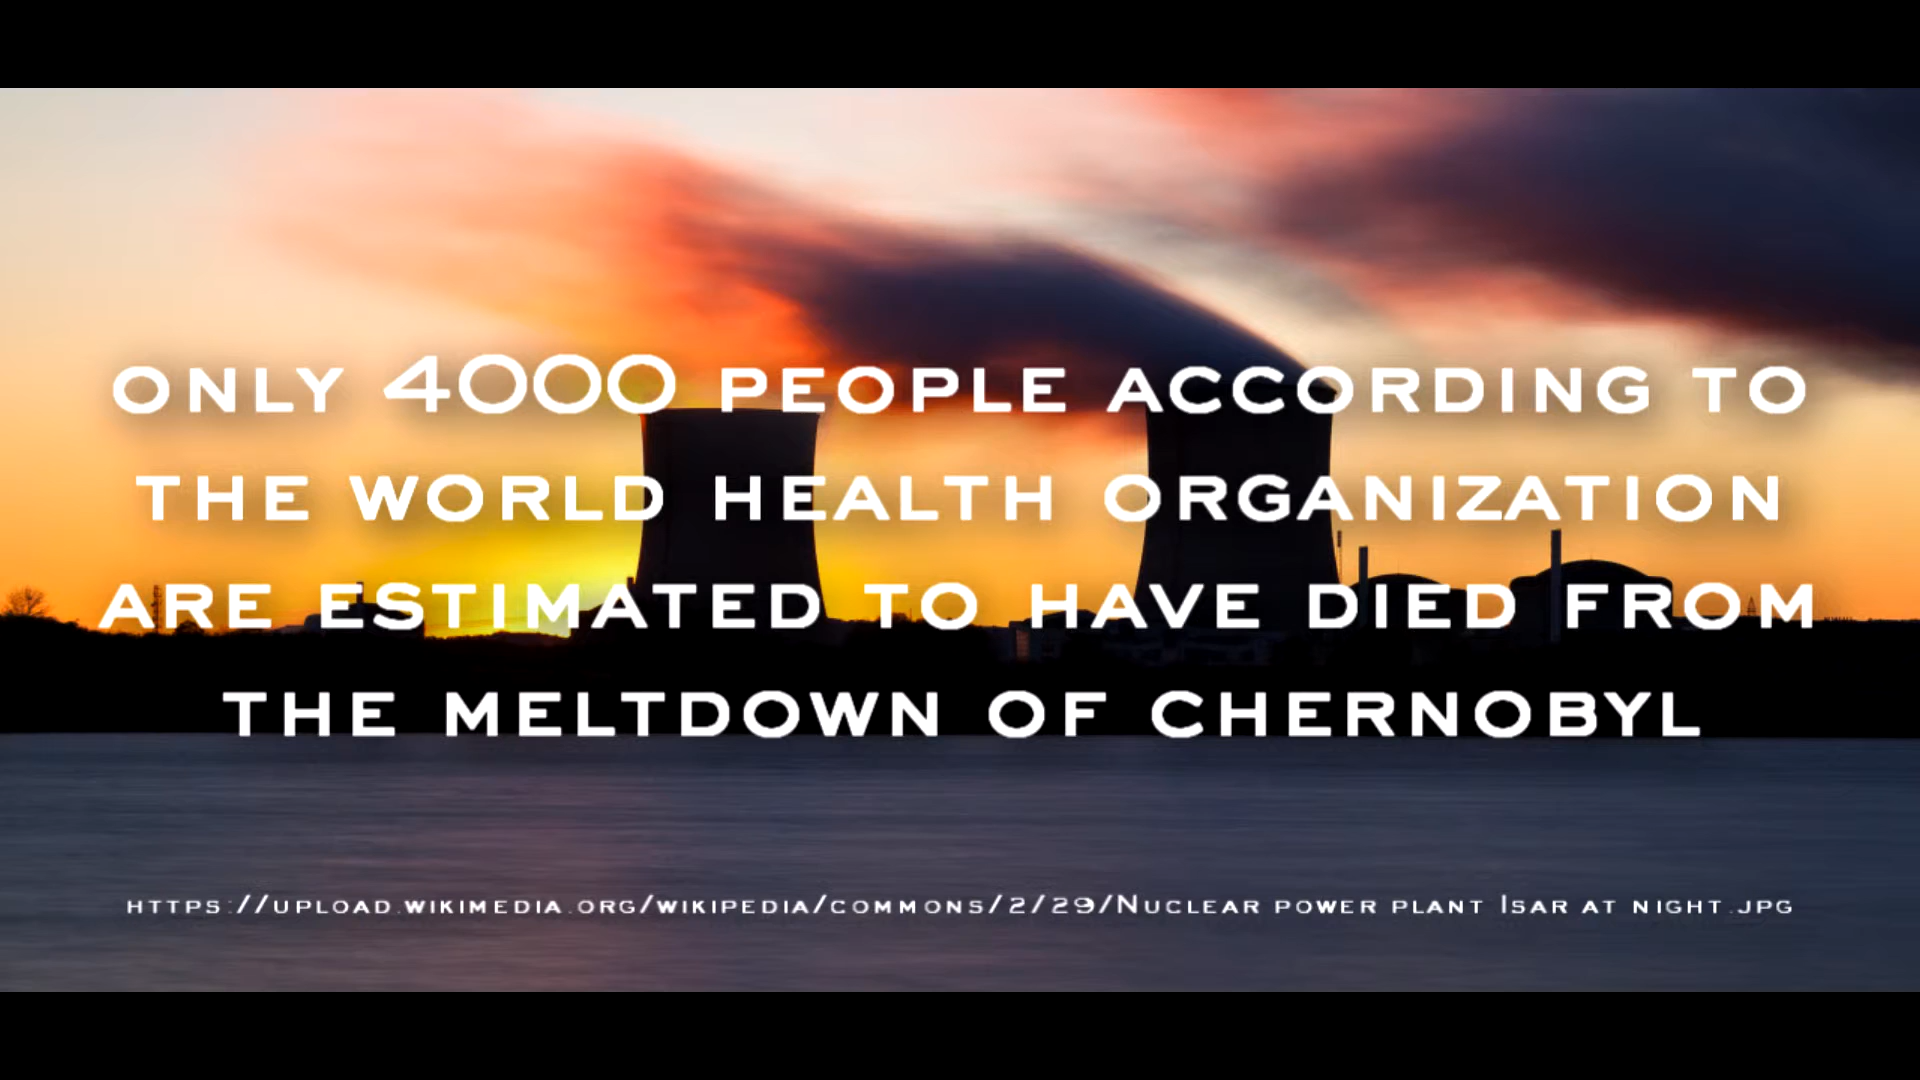 ONLY 4000 PEOPLE ACCORDING TO
THE WORLD HEALTH ORGANIZATION
ARE ESTIMATED TO HAVE DIED FROM
THE MELTDOWN OF CHERNOBYL
HTTPS://UPLOAD.WIKIMEDIA.ORG/WIKIPEDIA/COMMONS/2/29/NUCLEAR POWER PLANT ISAR AT NIGHT.JPG